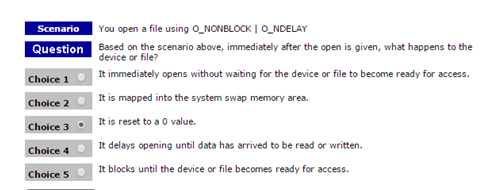 Scenario You open a file using O_NONBLOCK | O_NDELAY
Question Based on the scenario above, immediately after the open is given, what happens to the
device or file?
Choice 1 It immediately opens without waiting for the device or file to become ready for access.
Choice 2 It is mapped into the system swap memory area.
Choice 3 It is reset to a 0 value.
Choice 4 It delays opening until data has arrived to be read or written.
Choice 5 It blocks until the device or file becomes ready for access.